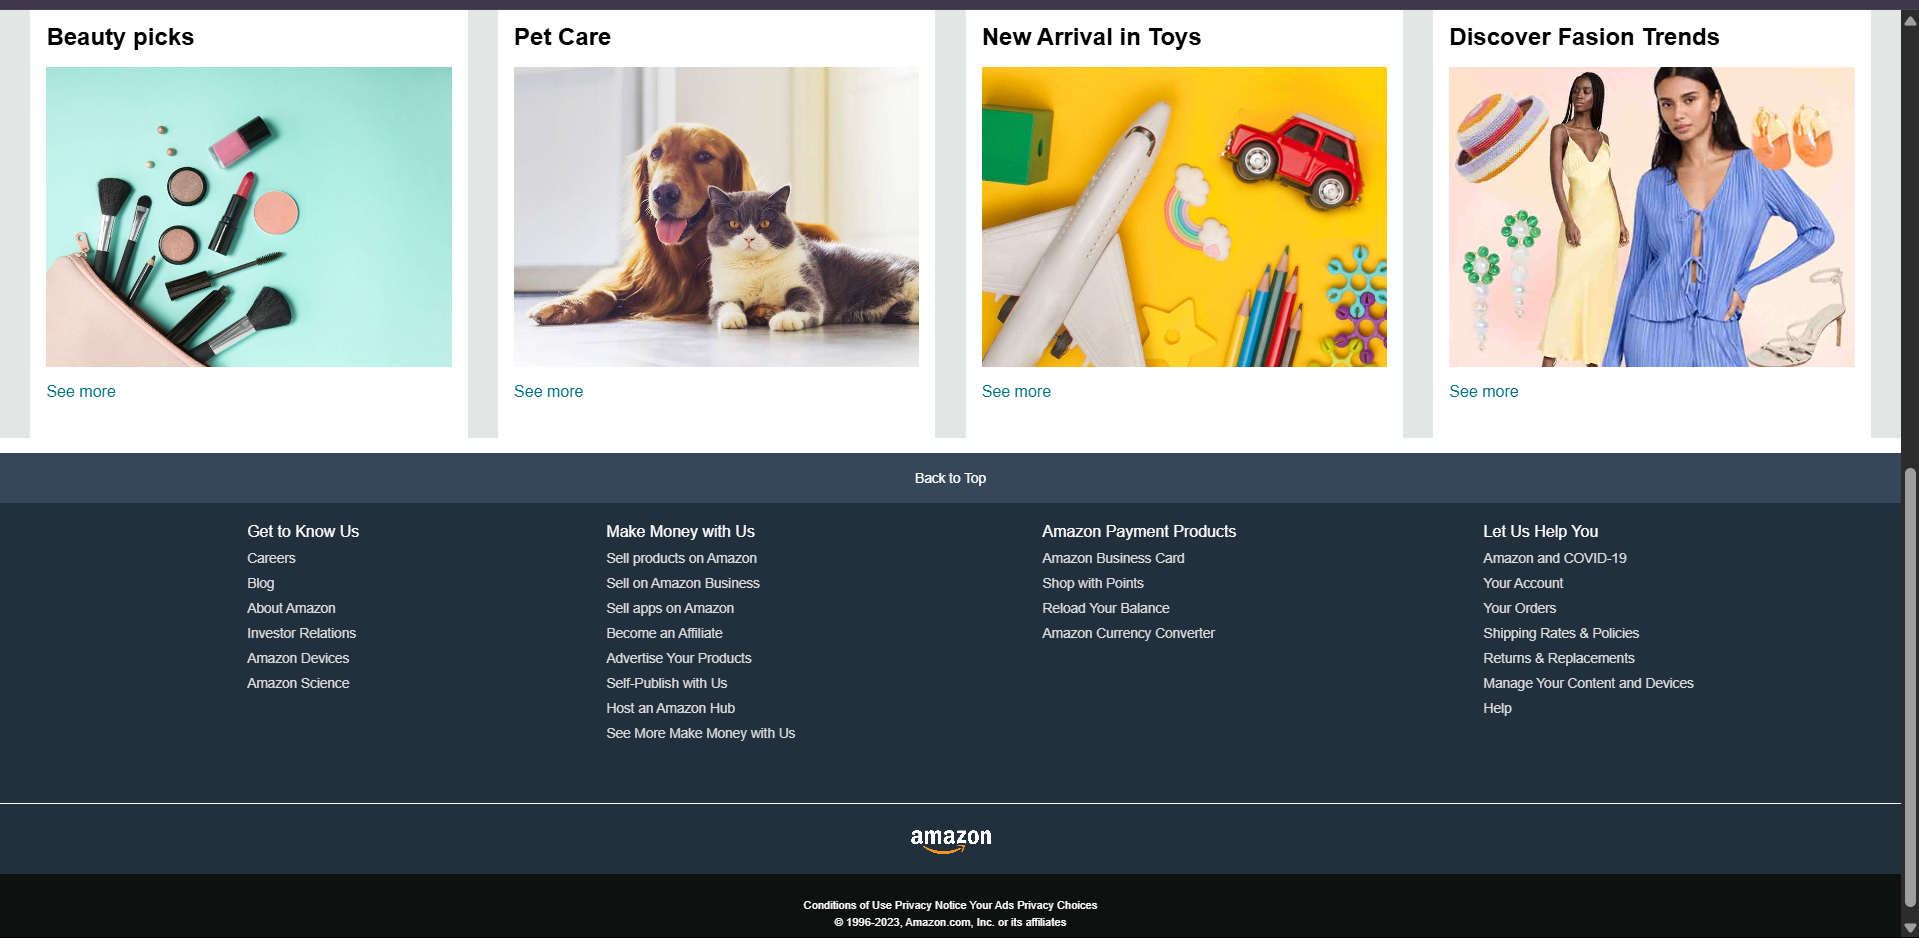 Beauty picks
Pet Care
New Arrival in Toys
Discover Fasion Trends
See more
See more
See more
See more
Back to Top
Get to Know Us
Careers
Blog
About Amazon
Investor Relations
Amazon Devices
Amazon Science
Make Money with Us
Sell products on Amazon
Sell on Amazon Business
Sell apps on Amazon
Become an Affiliate
Advertise Your Products
Self-Publish with Us
Host an Amazon Hub
See More Make Money with Us
Amazon Payment Products
Amazon Business Card
Shop with Points
Reload Your Balance
Amazon Currency Converter
Let Us Help You
Amazon and COVID-19
Your Account
Your Orders
Shipping Rates & Policies
Returns & Replacements
Manage Your Content and Devices
Help
amazon
Conditions of Use Privacy Notice Your Ads Privacy Choices
© 1996-2023, Amazon.com, Inc. or its affiliates